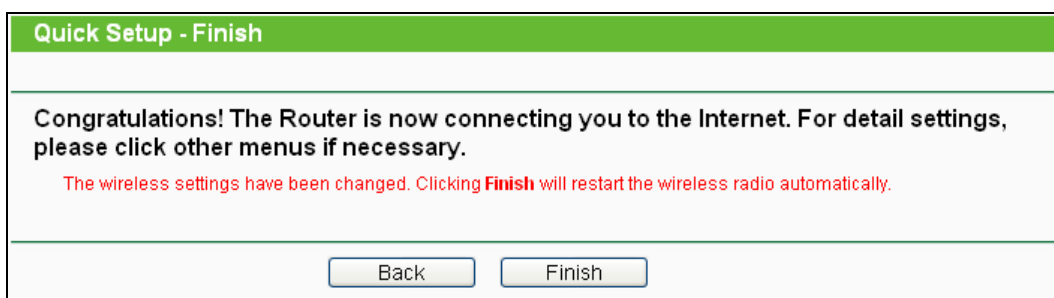 Quick Setup - Finish
Congratulations! The Router is now connecting you to the Internet. For detail settings,
please click other menus if necessary.
The wireless settings have been changed. Clicking Finish will restart the wireless radio automatically.
Back Finish